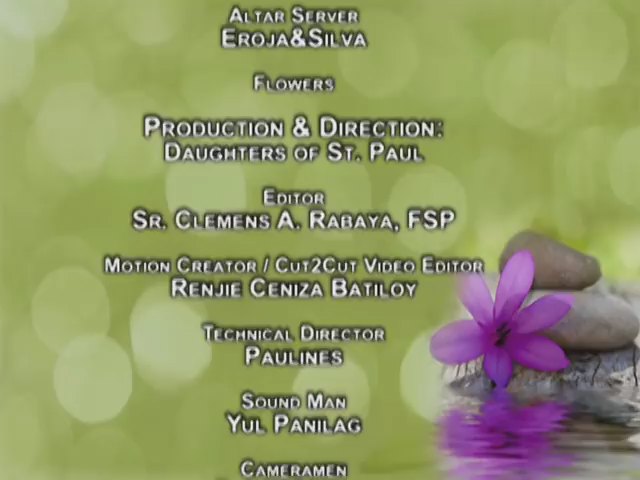 ALTAR SERVER
EROJA&SILVA
FLOWERS
PRODUCTION & DIRECTION:
DAUGHTERS OF ST. PAUL
EDITOR
SR. CLEMENS A. RABAYA, FSP
MOTION CREATOR / CUT2CUT VIDEO EDITOR
RENJIE CENIZA BATILOY
TECHNICAL DIRECTOR
PAULINES
SOUND MAN
YUL PANILAG
CAMERAMEN